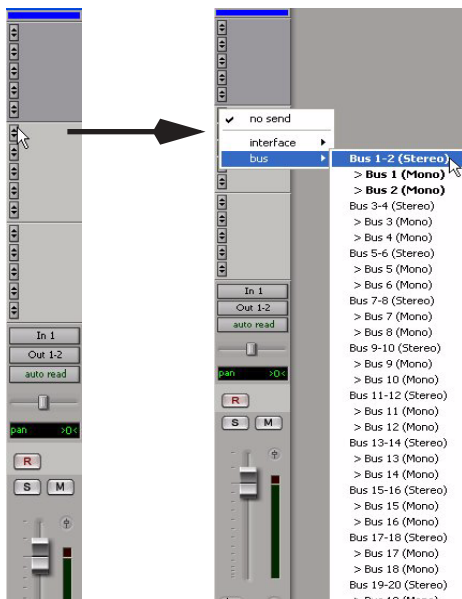 In 1
Out 1-2
auto read
pan >0<
R
S M
no send
interface
bus
Bus 1-2 (Stereo)
> Bus 1 (Mono)
> Bus 2 (Mono)
Bus 3-4 (Stereo)
> Bus 3 (Mono)
> Bus 4 (Mono)
Bus 5-6 (Stereo)
> Bus 5 (Mono)
> Bus 6 (Mono)
Bus 7-8 (Stereo)
> Bus 7 (Mono)
> Bus 8 (Mono)
Bus 9-10 (Stereo)
> Bus 9 (Mono)
> Bus 10 (Mono)
Bus 11-12 (Stereo)
> Bus 11 (Mono)
> Bus 12 (Mono)
Bus 13-14 (Stereo)
> Bus 13 (Mono)
> Bus 14 (Mono)
Bus 15-16 (Stereo)
> Bus 15 (Mono)
> Bus 16 (Mono)
Bus 17-18 (Stereo)
> Bus 17 (Mono)
> Bus 18 (Mono)
Bus 19-20 (Stereo)
In 1
Out 1-2
auto read
pan >0<
R
S M